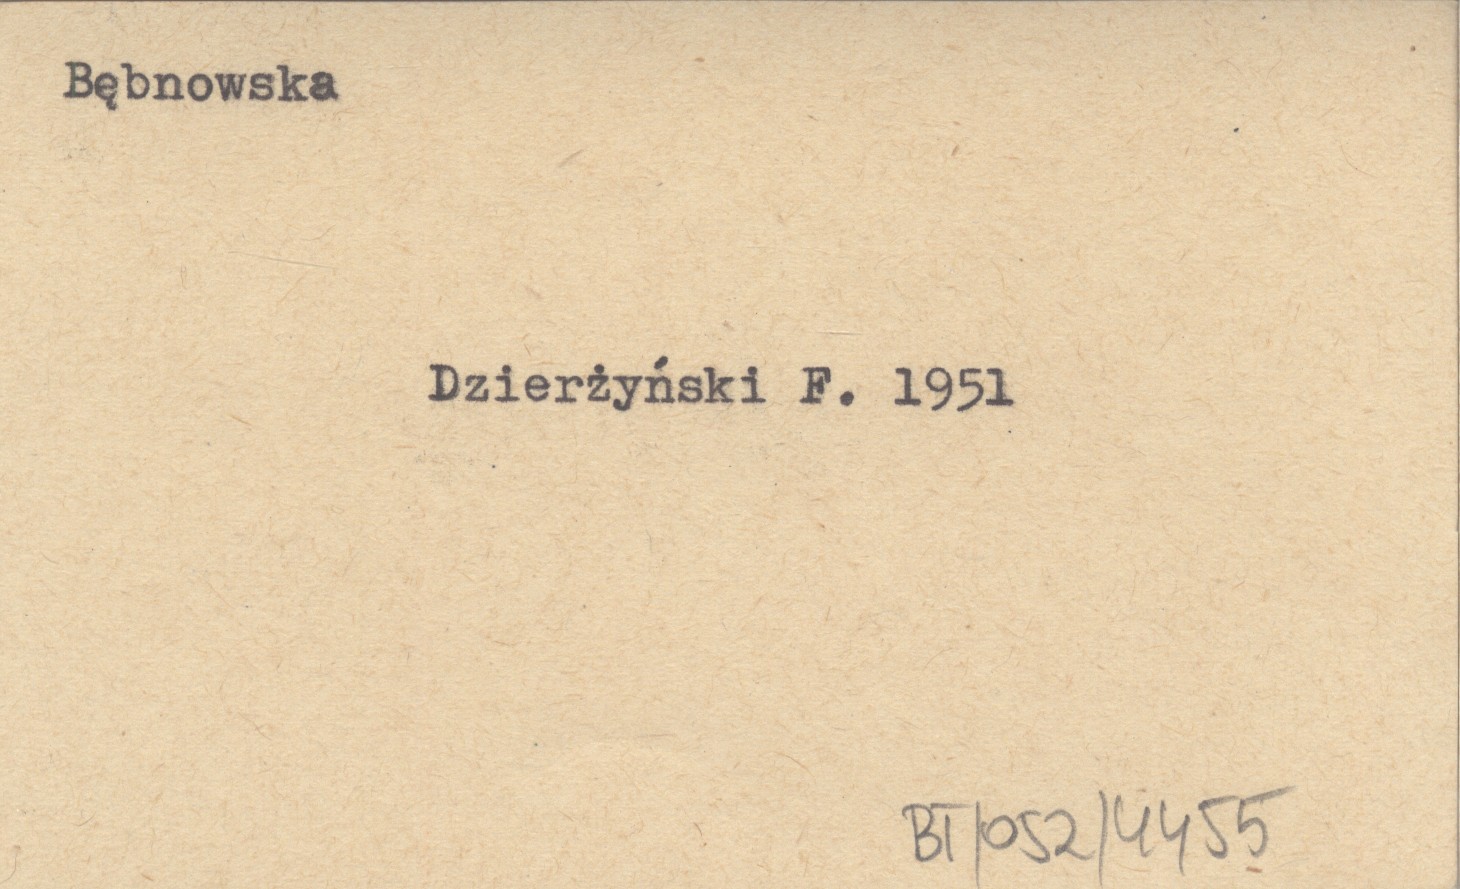 Bębnowska
Dzierżyński F. 1951
BT/052/4455